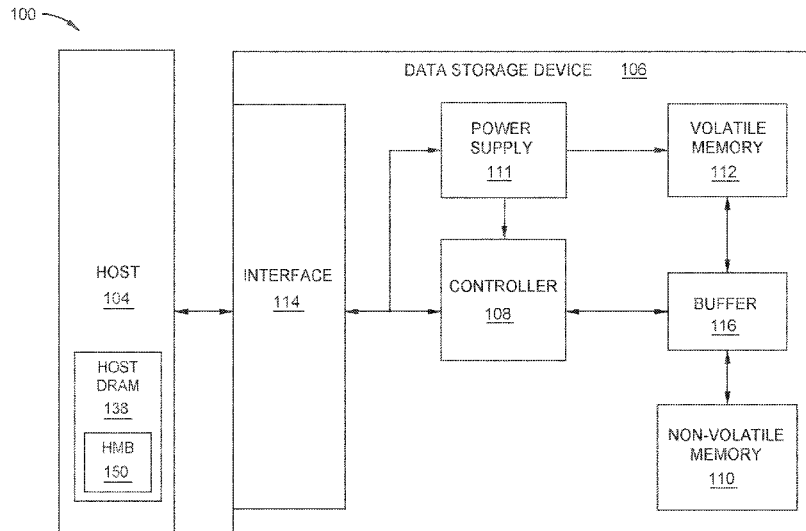 100
DATA STORAGE DEVICE 106
POWER
SUPPLY
111
VOLATILE
MEMORY
112
HOST
104
INTERFACE
114
CONTROLLER
108
BUFFER
116
HOST
DRAM
138
HMB
150
NON-VOLATILE
MEMORY
110